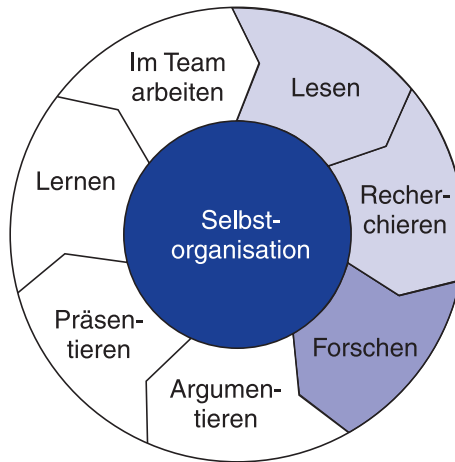 Im Team
arbeiten
Lesen
Recher-
chieren
Forschen
Argumen-
tieren
Präsen-
tieren
Lernen
Selbst-
organisation